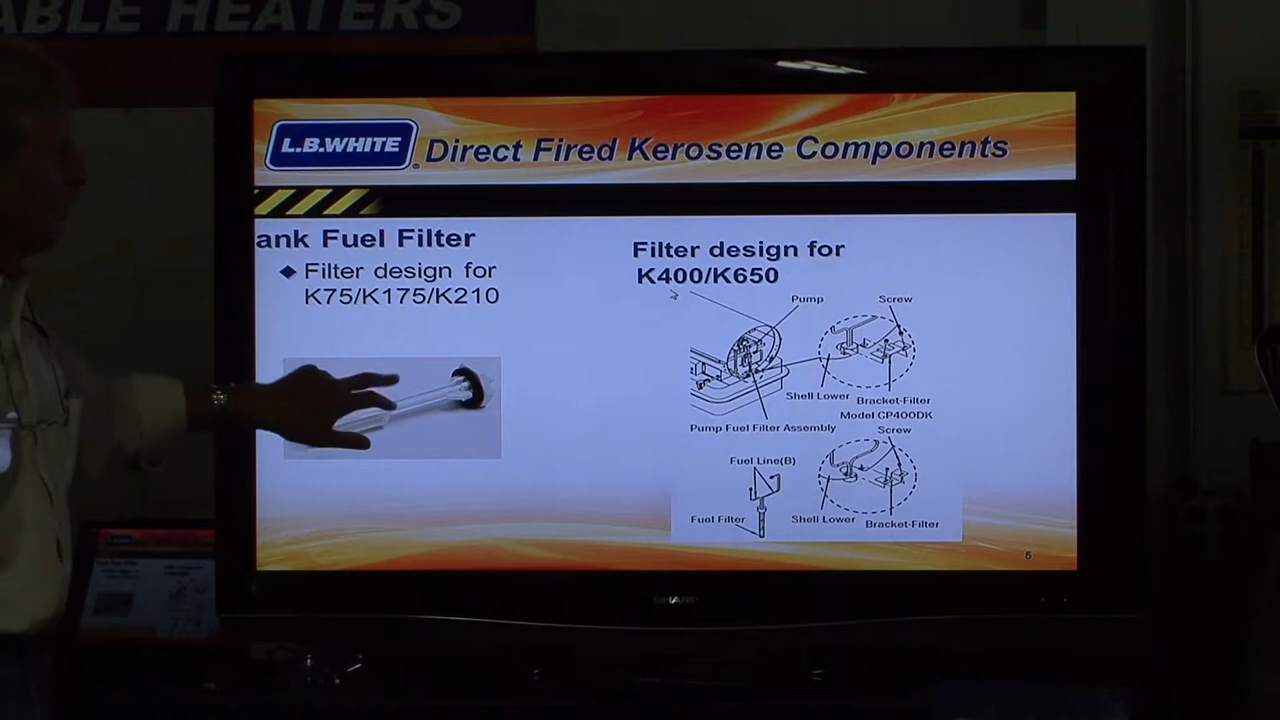 ABLE HEATERS
L.B.WHITE
Direct Fired Kerosene Components
ank Fuel Filter
Filter design for
K75/K175/K210
Filter design for
K400/K650
Pump
Screw
Shell Lower
Bracket-Filter
Model CP400DK
Pump Fuel Filter Assembly
Screw
Fuel Line(B)
Fuel Filter
Shell Lower
Bracket-Filter
5
SHARP